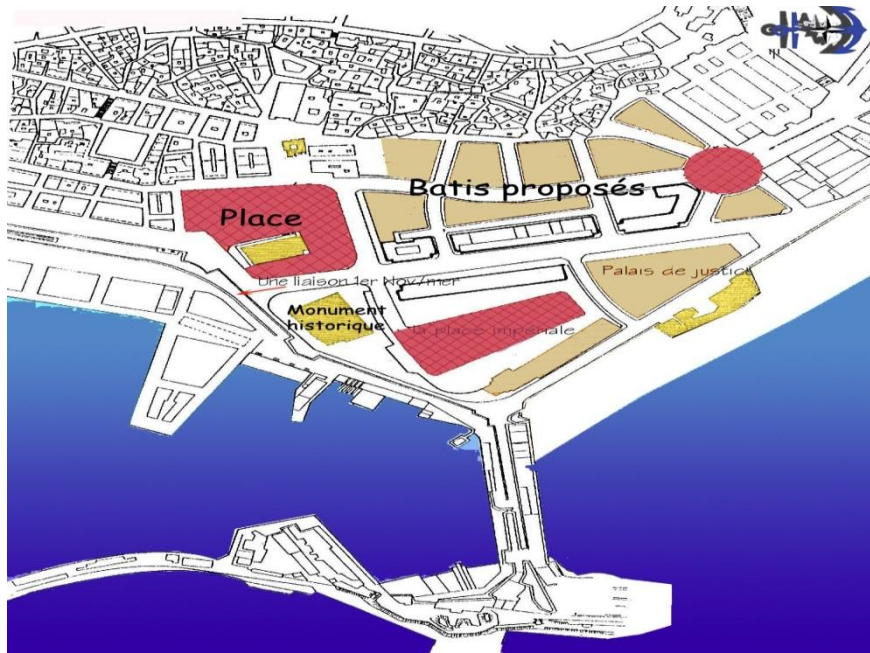 Batis proposés
Place
Palais de justice
Une liaison 1er Nov/mer
Monument
historique
la place impériale
N